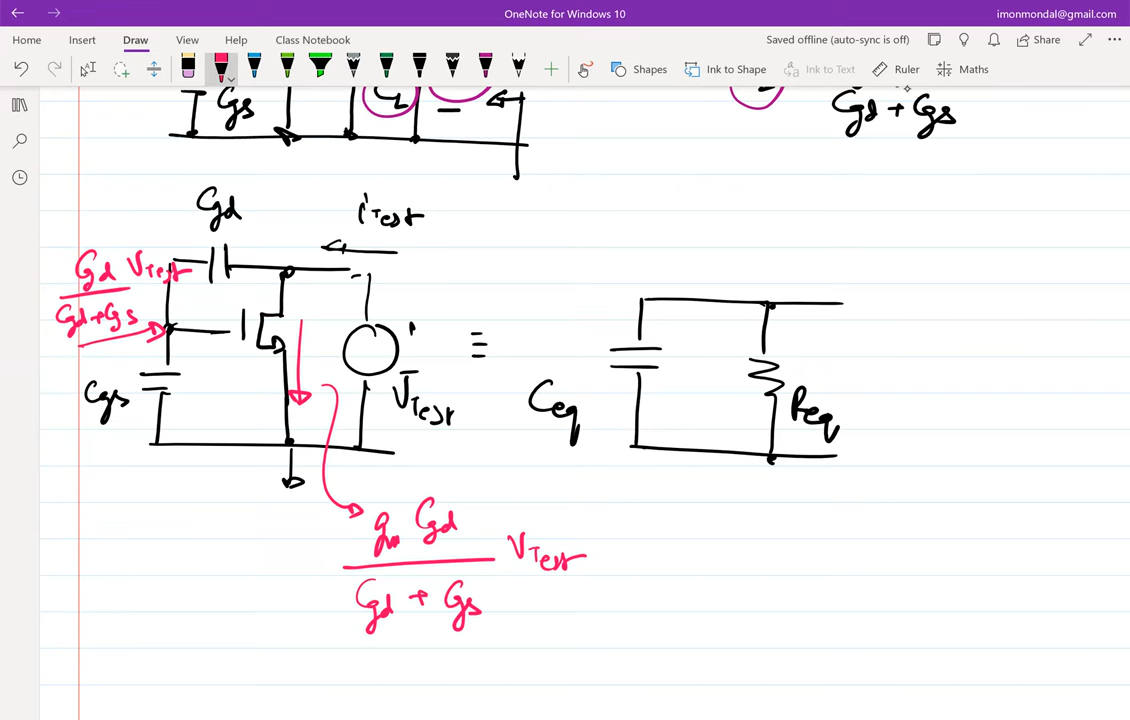 OneNote for Windows 10
imonmondal@gmail.com
Home Insert Draw View Help Class Notebook
Saved offline (auto-sync is off) Share
Shapes Ink to Shape Ink to Text Ruler Maths
Cgs CL
Cgd + Cgs
Cgd iTest
Cgd VTest
Cgd+Cgs
Cgs
VTest
≡
Ceq Req
gm Cgd VTest
Cgd + Cgs